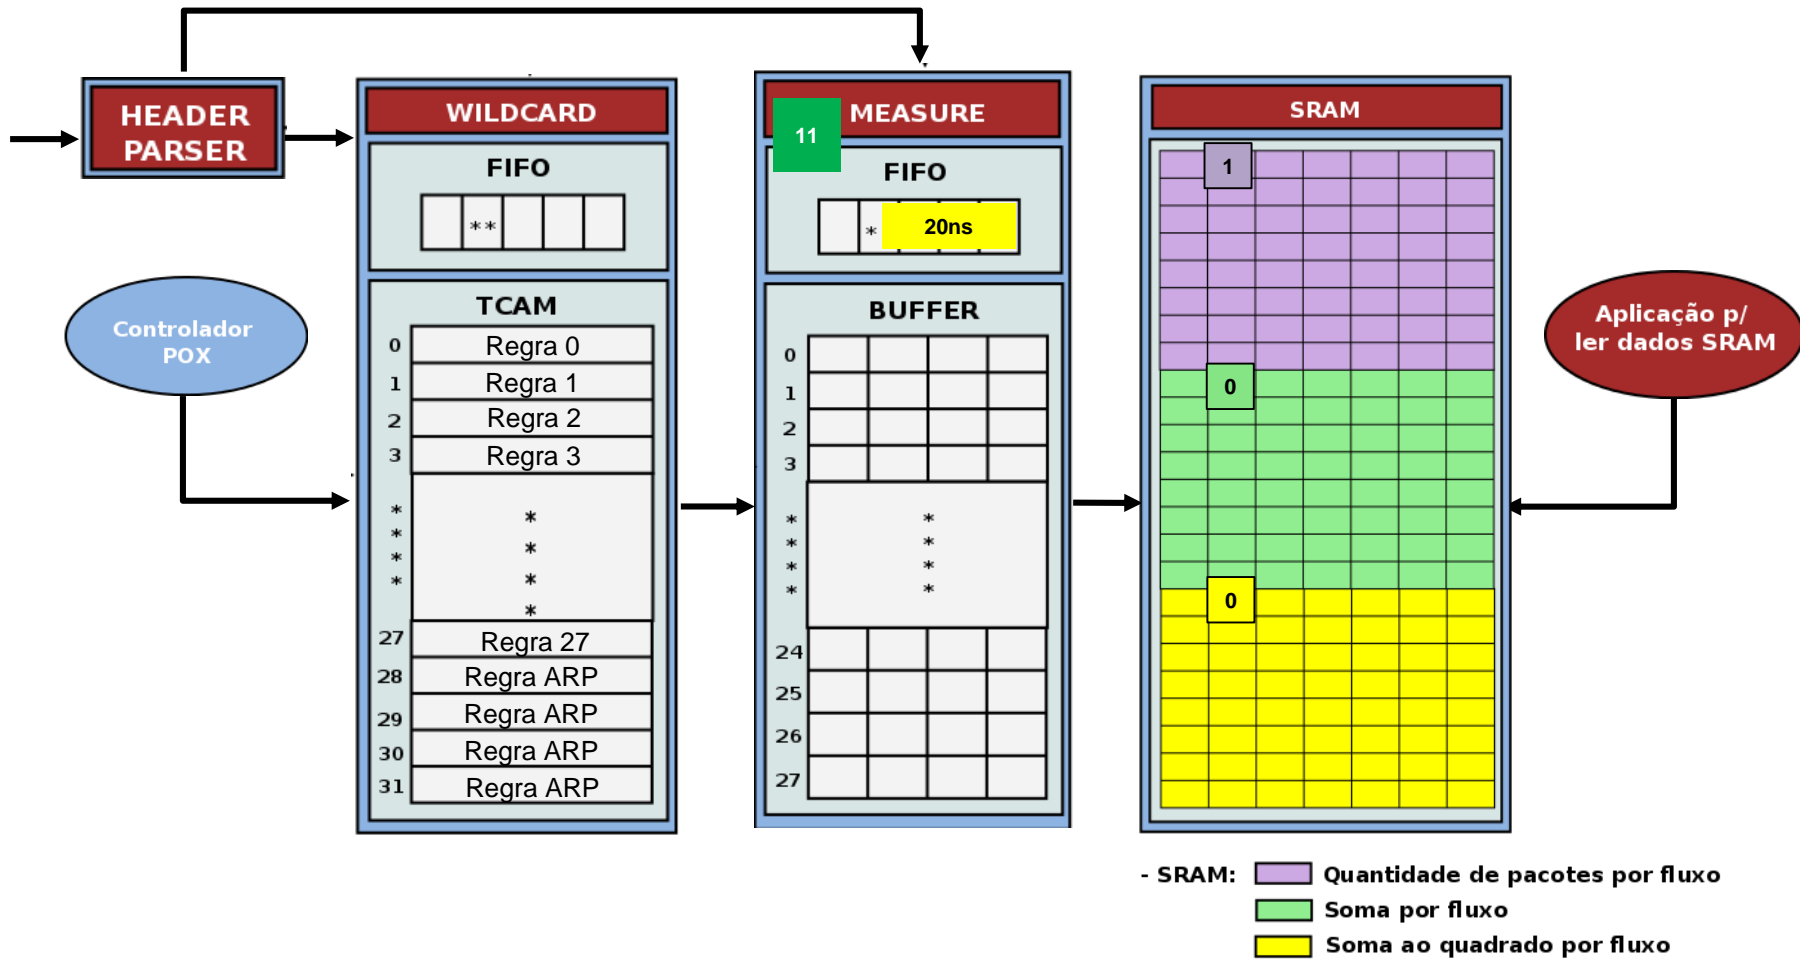 HEADER
PARSER
WILDCARD
FIFO
**
TCAM
0 Regra 0
1 Regra 1
2 Regra 2
3 Regra 3
* *
* *
* *
* *
27 Regra 27
28 Regra ARP
29 Regra ARP
30 Regra ARP
31 Regra ARP
Controlador
POX
MEASURE
11
FIFO
* 20ns
BUFFER
0
1
2
3
* *
* *
* *
* *
24
25
26
27
SRAM
1
0
0
Aplicação p/
ler dados SRAM
- SRAM: Quantidade de pacotes por fluxo
Soma por fluxo
Soma ao quadrado por fluxo